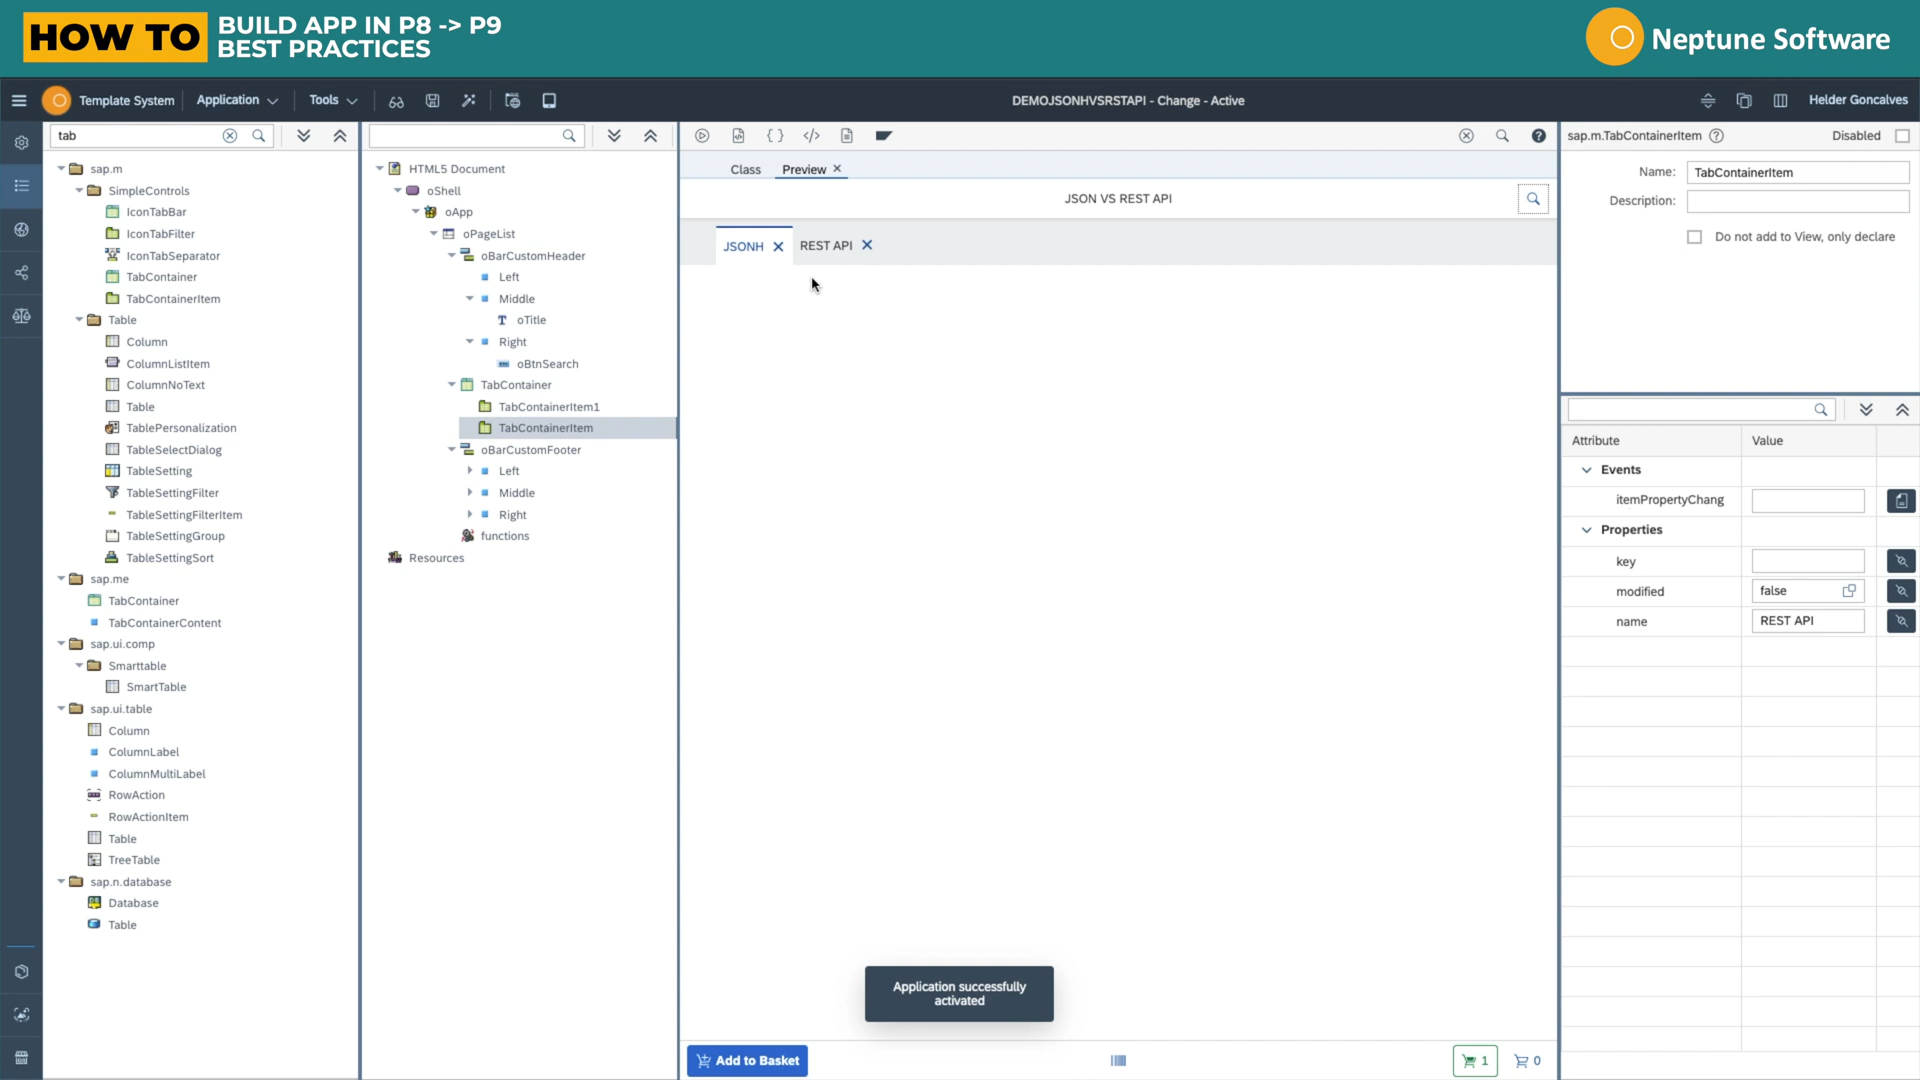 HOW TO
BUILD APP IN P8 -> P9
BEST PRACTICES
Neptune Software
Template System
Application
Tools
DEMOJSONHVSRSTAPI - Change - Active
Helder Goncalves
tab
sap.m
SimpleControls
IconTabBar
IconTabFilter
IconTabSeparator
TabContainer
TabContainerItem
Table
Column
ColumnListItem
ColumnNoText
Table
TablePersonalization
TableSelectDialog
TableSetting
TableSettingFilter
TableSettingFilterItem
TableSettingGroup
TableSettingSort
sap.me
TabContainer
TabContainerContent
sap.ui.comp
Smarttable
SmartTable
sap.ui.table
Column
ColumnLabel
ColumnMultiLabel
RowAction
RowActionItem
Table
TreeTable
sap.n.database
Database
Table
HTML5 Document
oShell
oApp
oPageList
oBarCustomHeader
Left
Middle
oTitle
Right
oBtnSearch
TabContainer
TabContainerItem1
TabContainerItem
oBarCustomFooter
Left
Middle
Right
functions
Resources
Class
Preview
JSON VS REST API
JSONH
REST API
Application successfully
activated
Add to Basket
1
0
sap.m.TabContainerItem
Disabled
Name:
TabContainerItem
Description:
Do not add to View, only declare
Attribute
Value
Events
itemPropertyChang
Properties
key
modified
false
name
REST API